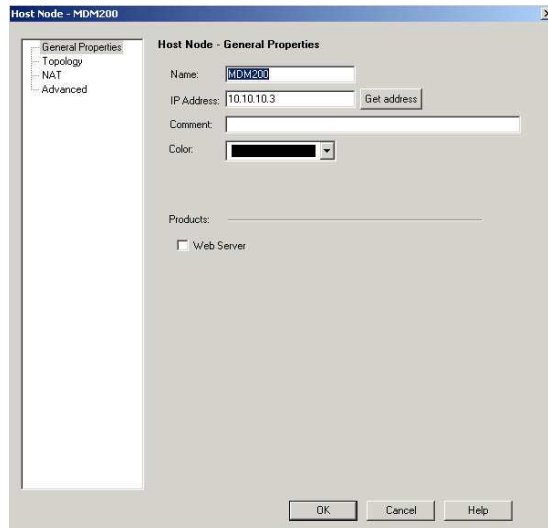 Host Node - MDM200
General Properties
Topology
NAT
Advanced
Host Node - General Properties
Name: MDM200
IP Address: 10.10.10.3 Get address
Comment:
Color:
Products:
Web Server
OK Cancel Help